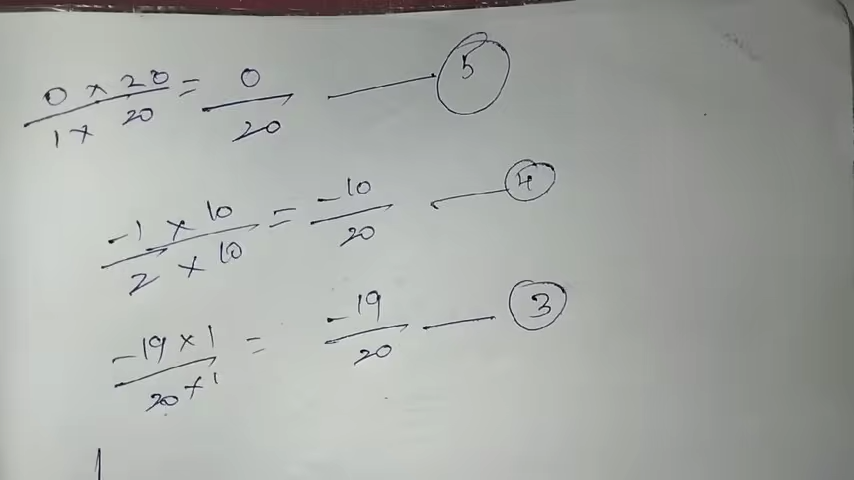 0 × 20 / 1 × 20 = 0 / 20 — 5
-1 × 10 / 2 × 10 = -10 / 20 — 4
-19 × 1 / 20 × 1 = -19 / 20 — 3